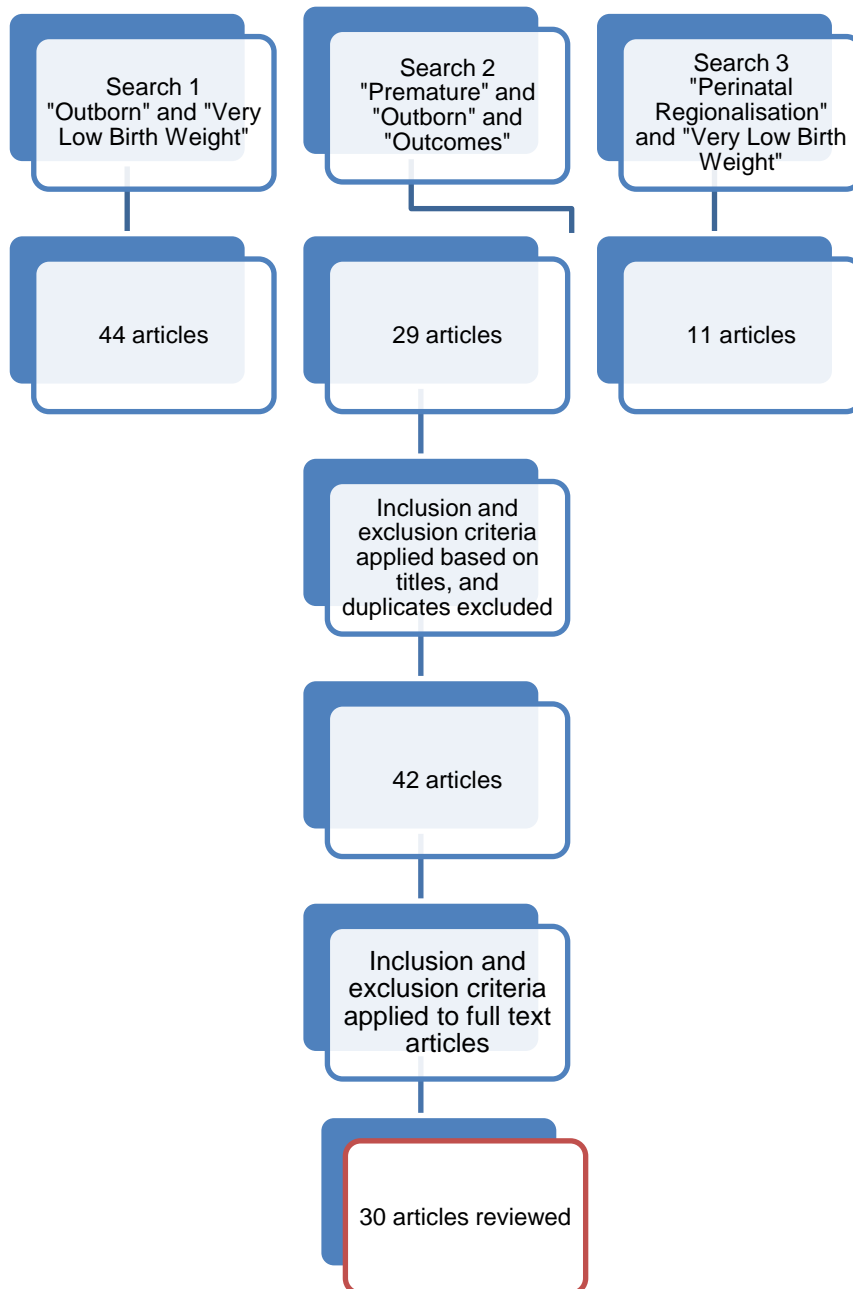 Search 1
"Outborn" and "Very
Low Birth Weight"
Search 2
"Premature" and
"Outborn" and
"Outcomes"
Search 3
"Perinatal
Regionalisation"
and "Very Low Birth
Weight"
44 articles
29 articles
11 articles
Inclusion and
exclusion criteria
applied based on
titles, and
duplicates excluded
42 articles
Inclusion and
exclusion criteria
applied to full text
articles
30 articles reviewed